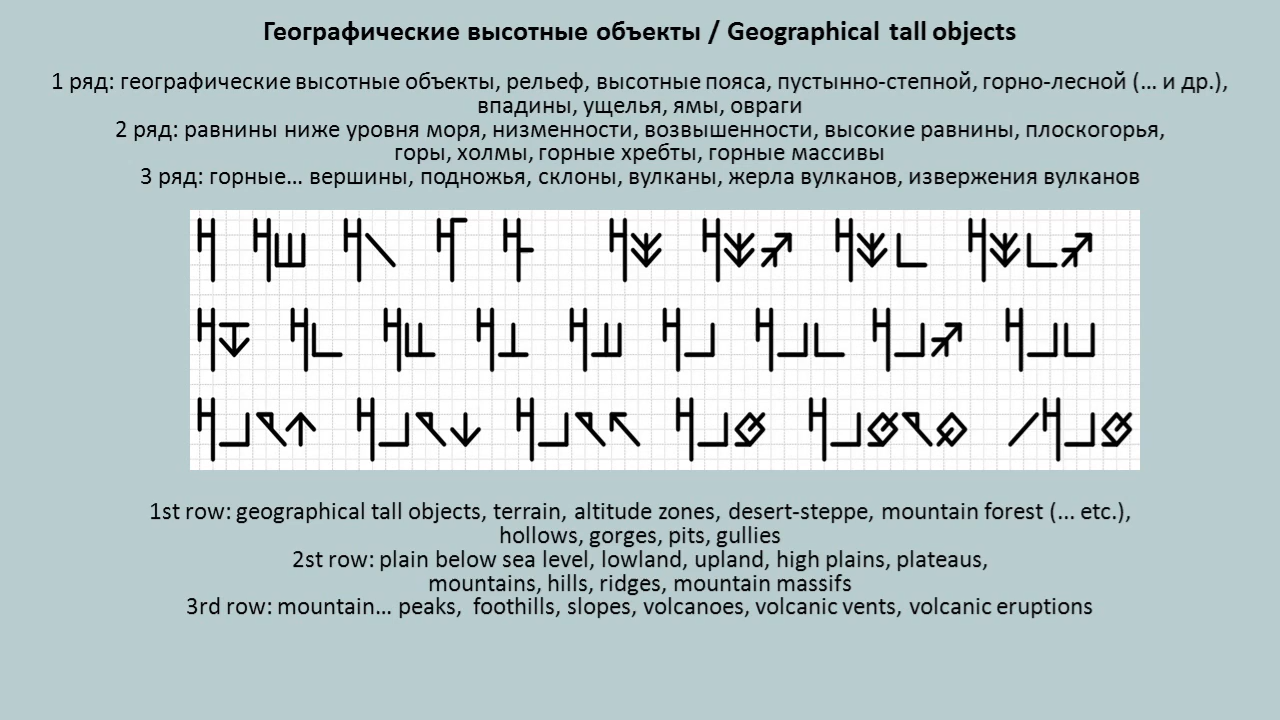 Географические высотные объекты / Geographical tall objects
1 ряд: географические высотные объекты, рельеф, высотные пояса, пустынно-степной, горно-лесной (... и др.),
впадины, ущелья, ямы, овраги
2 ряд: равнины ниже уровня моря, низменности, возвышенности, высокие равнины, плоскогорья,
горы, холмы, горные хребты, горные массивы
3 ряд: горные... вершины, подножья, склоны, вулканы, жерла вулканов, извержения вулканов
1st row: geographical tall objects, terrain, altitude zones, desert-steppe, mountain forest (... etc.),
hollows, gorges, pits, gullies
2st row: plain below sea level, lowland, upland, high plains, plateaus,
mountains, hills, ridges, mountain massifs
3rd row: mountain... peaks, foothills, slopes, volcanoes, volcanic vents, volcanic eruptions